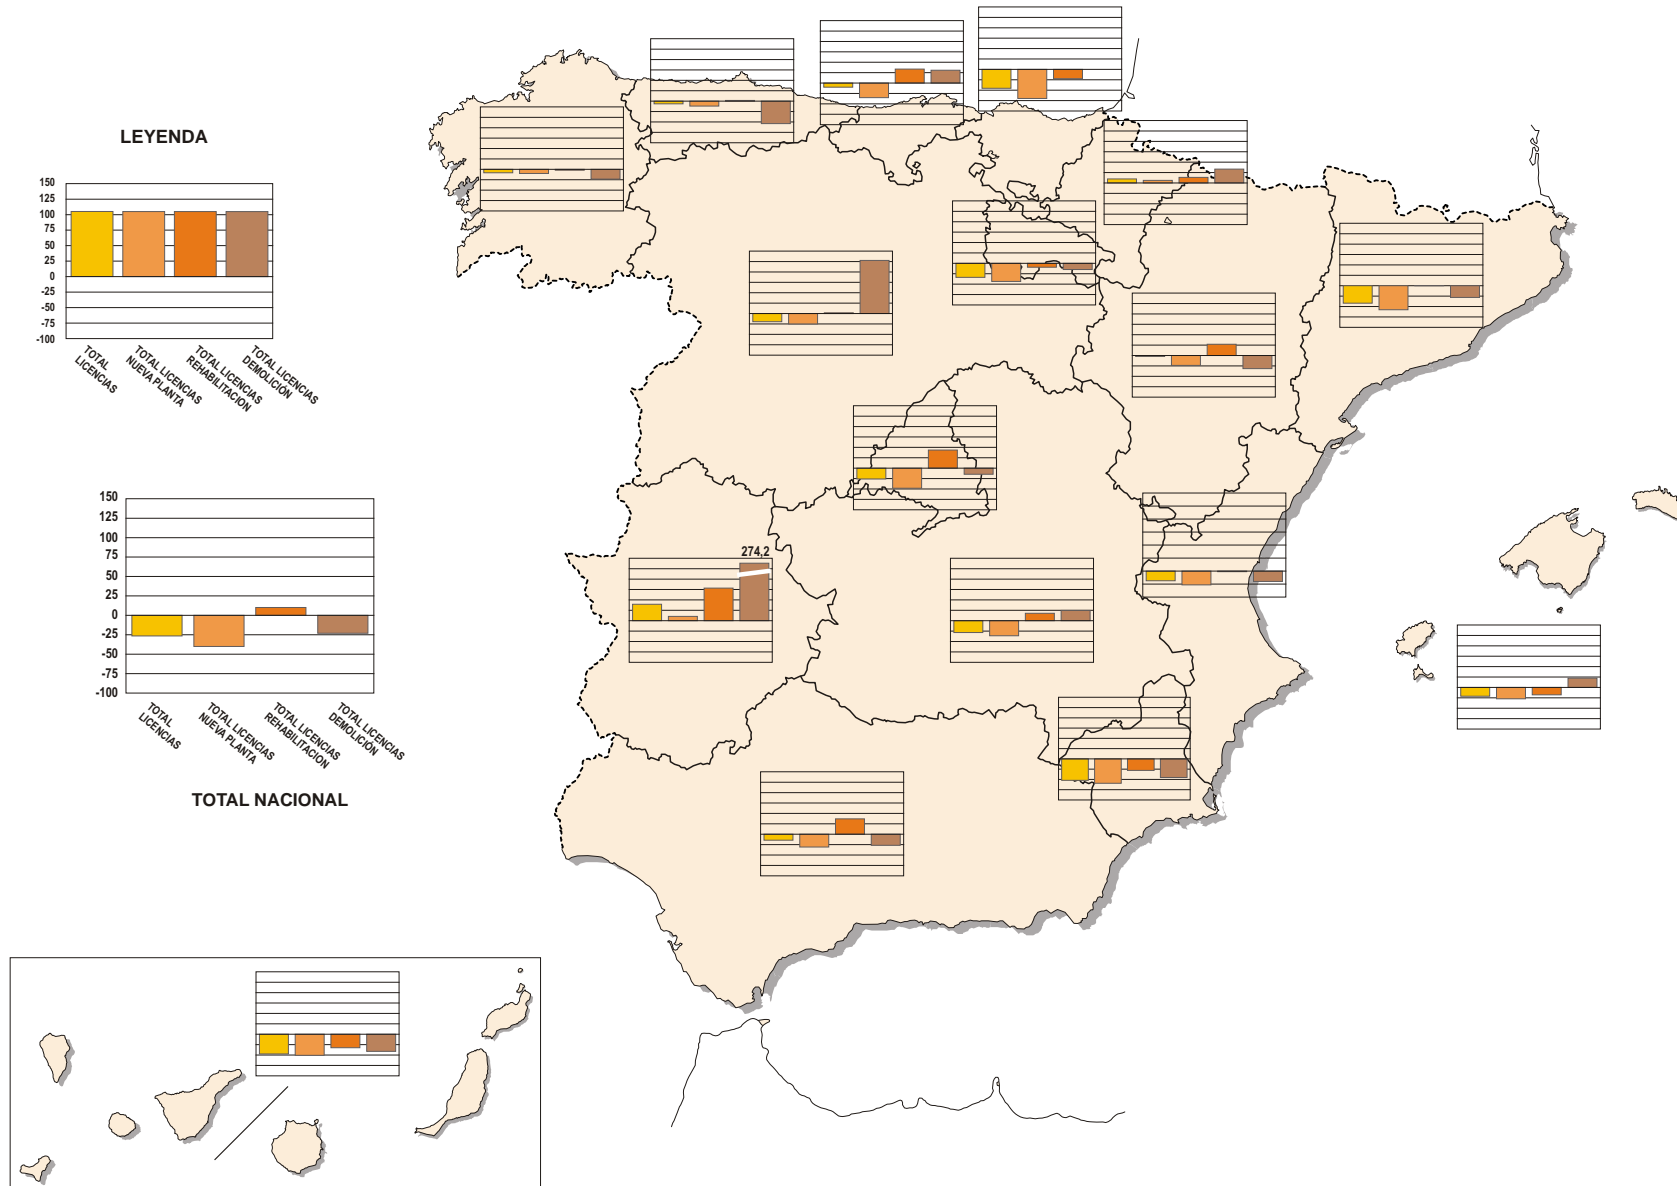 LEYENDA
150
125
100
75
50
25
0
-25
-50
-75
-100
TOTAL
LICENCIAS
TOTAL LICENCIAS
NUEVA PLANTA
TOTAL LICENCIAS
REHABILITACION
TOTAL LICENCIAS
DEMOLICIÓN
150
125
100
75
50
25
0
-25
-50
-75
-100
TOTAL
LICENCIAS
TOTAL LICENCIAS
NUEVA PLANTA
TOTAL LICENCIAS
REHABILITACION
TOTAL LICENCIAS
DEMOLICIÓN
TOTAL NACIONAL
274,2